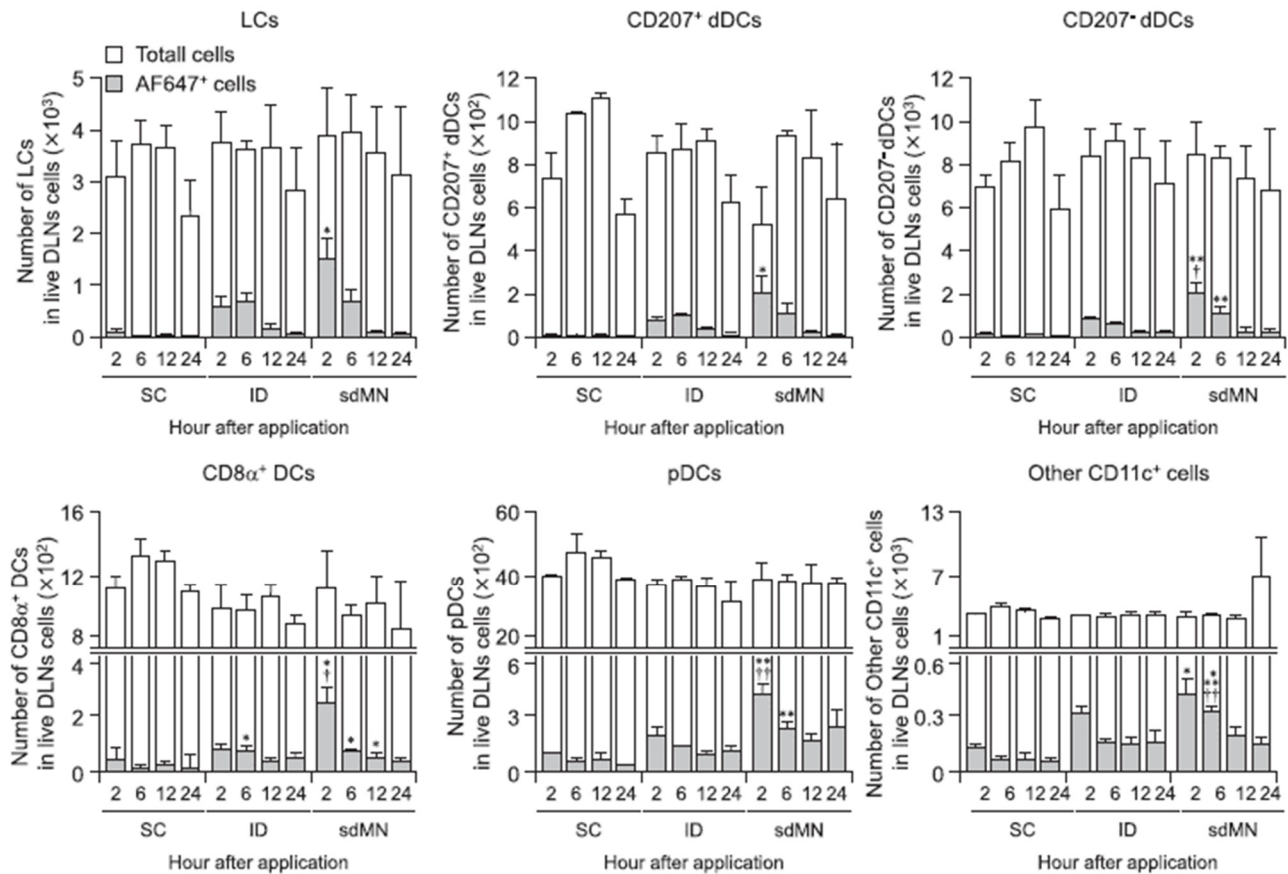 LCs
Totall cells
AF647⁺ cells
Number of LCs
in live DLNs cells (×10³)
5
4
3
2
1
0
*
2 6 12 24 2 6 12 24 2 6 12 24
SC ID sdMN
Hour after application
CD207⁺ dDCs
Number of CD207⁺ dDCs
in live DLNs cells (×10²)
12
10
8
6
4
2
0
*
2 6 12 24 2 6 12 24 2 6 12 24
SC ID sdMN
Hour after application
CD207⁻ dDCs
Number of CD207⁻dDCs
in live DLNs cells (×10³)
12
10
8
6
4
2
0
**
†
**
2 6 12 24 2 6 12 24 2 6 12 24
SC ID sdMN
Hour after application
CD8α⁺ DCs
Number of CD8α⁺ DCs
in live DLNs cells (×10²)
16
12
8
4
2
0
*
*
†
*
*
2 6 12 24 2 6 12 24 2 6 12 24
SC ID sdMN
Hour after application
pDCs
Number of pDCs
in live DLNs cells (×10²)
60
40
20
6
3
0
**
††
**
2 6 12 24 2 6 12 24 2 6 12 24
SC ID sdMN
Hour after application
Other CD11c⁺ cells
Number of Other CD11c⁺ cells
in live DLNs cells (×10³)
13
7
1
0.6
0.3
0
*
*
**
††
2 6 12 24 2 6 12 24 2 6 12 24
SC ID sdMN
Hour after application